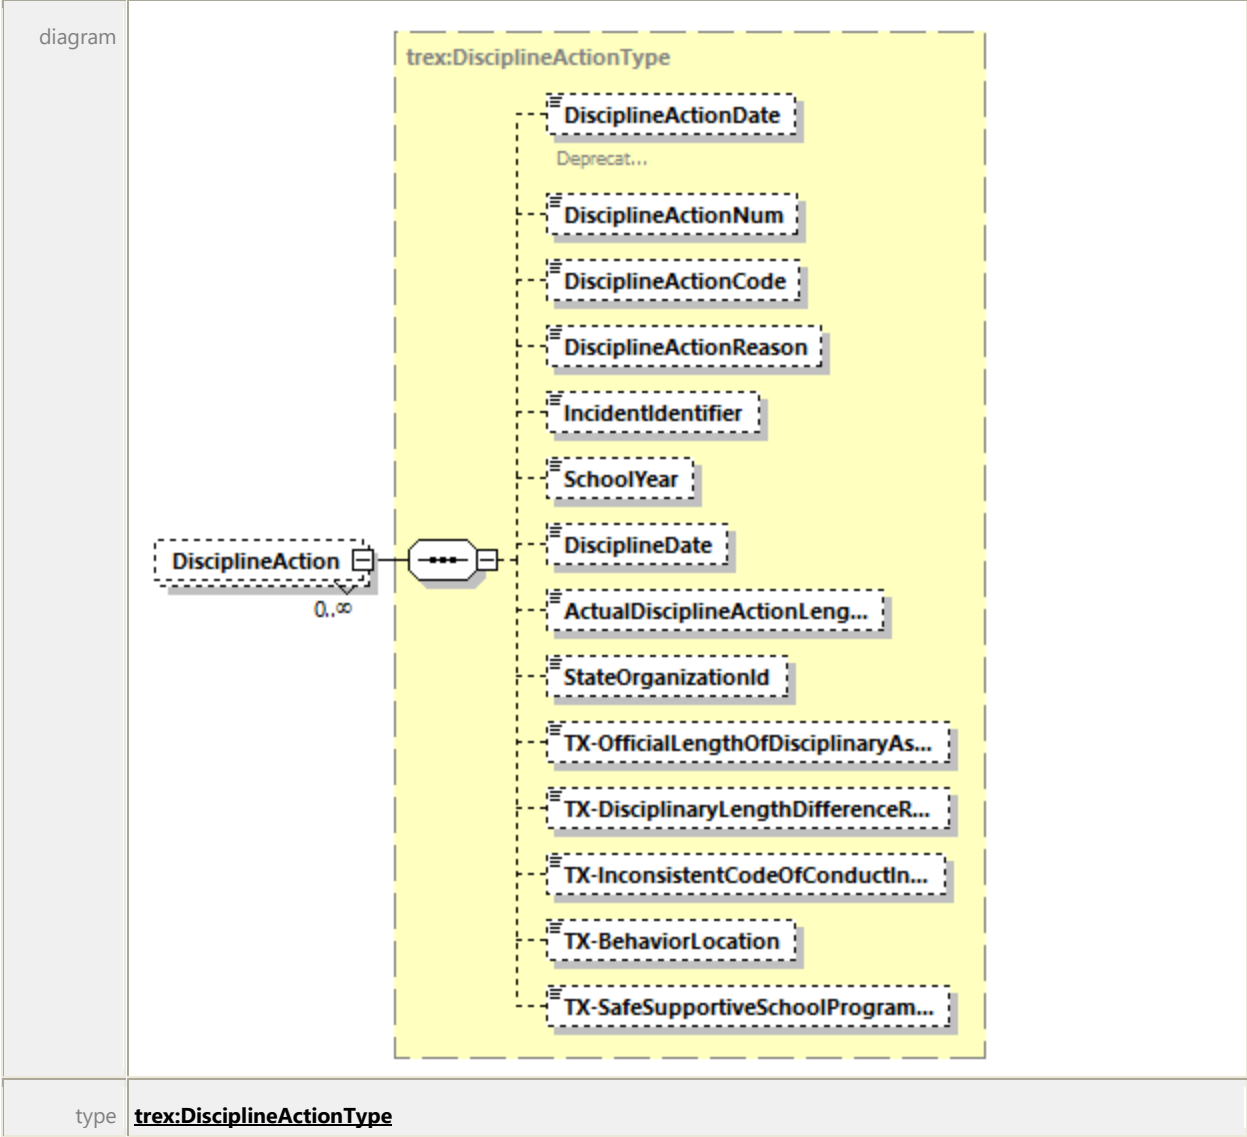 diagram
trex:DisciplineActionType
DisciplineActionDate
Deprecat...
DisciplineActionNum
DisciplineActionCode
DisciplineActionReason
IncidentIdentifier
SchoolYear
DisciplineDate
DisciplineAction
0..∞
ActualDisciplineActionLeng...
StateOrganizationId
TX-OfficialLengthOfDisciplinaryAs...
TX-DisciplinaryLengthDifferenceR...
TX-InconsistentCodeOfConductIn...
TX-BehaviorLocation
TX-SafeSupportiveSchoolProgram...
type trex:DisciplineActionType